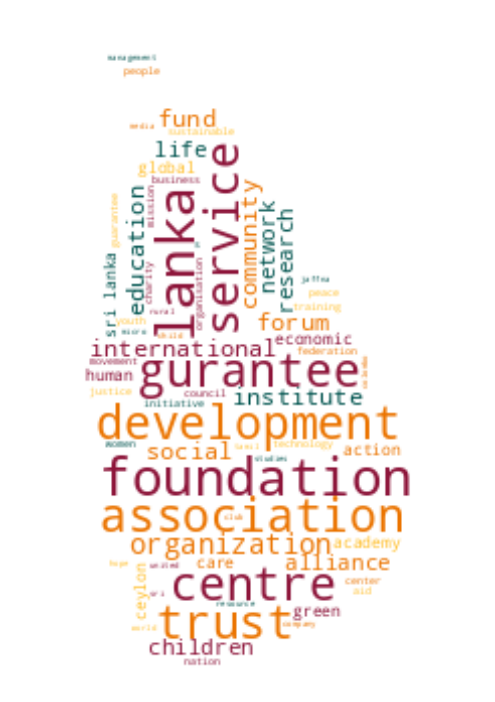 management
people
fund
media
sustainable
life
service
global
business
lanka
education
mission
community
guarantee
network
research
sri lanka
charity
organisation
jaffna
peace
rural
training
youth
forum
micro
child
economic
international
federation
movement
gurantee
human
justice
council
institute
initiative
development
women
social
tamil
technology
action
studies
foundation
association
club
organization
academy
hope
united
care
alliance
centre
center
ceylon
sri
aid
resource
green
trust
world
company
children
nation